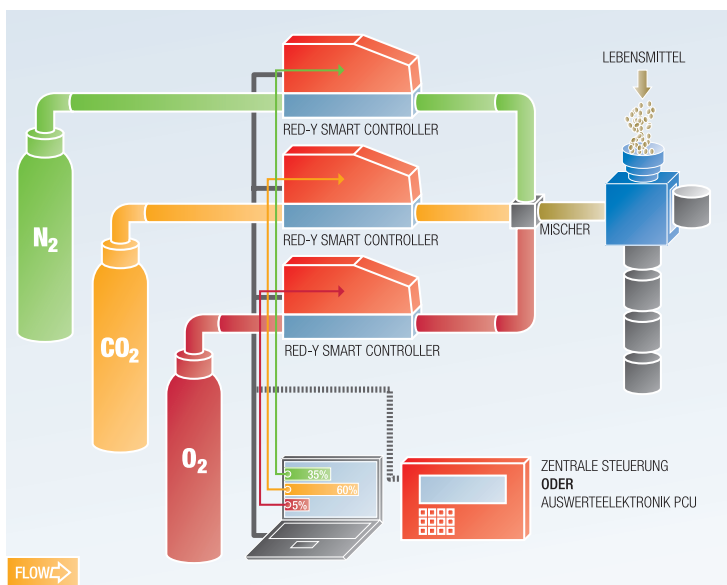 LEBENSMITTEL
RED-Y SMART CONTROLLER
N2
RED-Y SMART CONTROLLER
MISCHER
CO2
RED-Y SMART CONTROLLER
O2
35%
60%
5%
ZENTRALE STEUERUNG
ODER
AUSWERTEELEKTRONIK PCU
FLOW